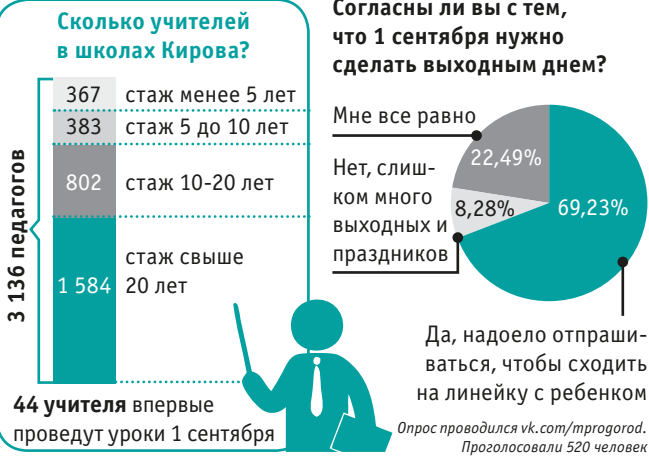 Сколько учителей
в школах Кирова?
3 136 педагогов
367 стаж менее 5 лет
383 стаж 5 до 10 лет
802 стаж 10-20 лет
1 584 стаж свыше
20 лет
44 учителя впервые
проведут уроки 1 сентября
Согласны ли вы с тем,
что 1 сентября нужно
сделать выходным днем?
Мне все равно
22,49%
Нет, слиш-
ком много
выходных и
праздников
8,28%
69,23%
Да, надоело отпраши-
ваться, чтобы сходить
на линейку с ребенком
Опрос проводился vk.com/mprogorod.
Проголосовали 520 человек